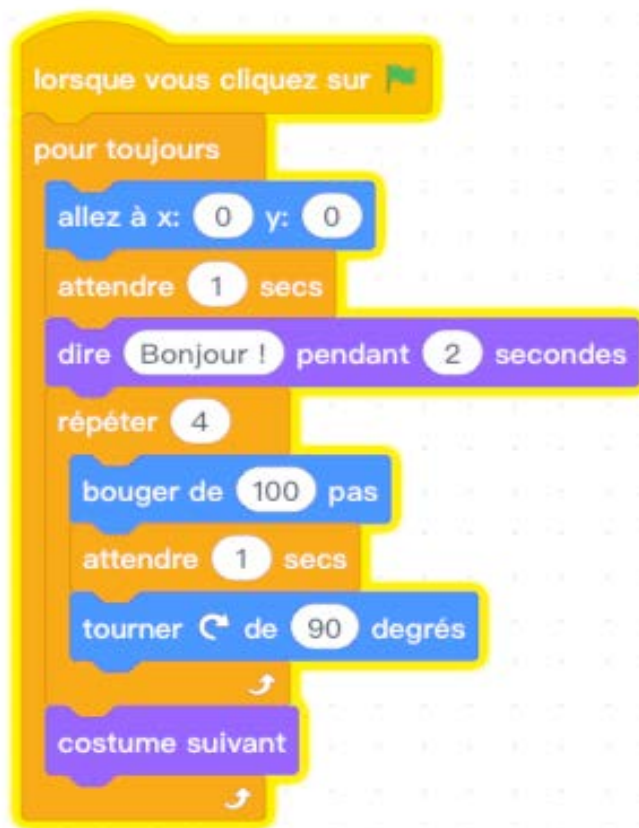 lorsque vous cliquez sur
pour toujours
allez à x: 0 y: 0
attendre 1 secs
dire Bonjour ! pendant 2 secondes
répéter 4
bouger de 100 pas
attendre 1 secs
tourner de 90 degrés
costume suivant